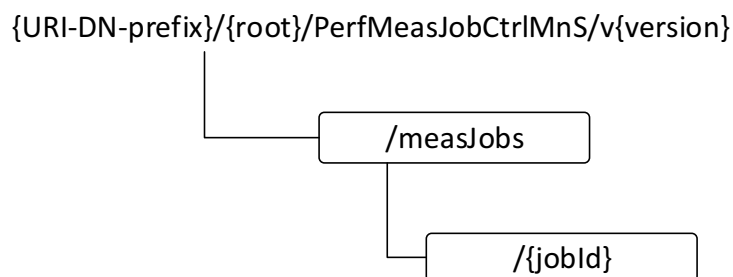 {URI-DN-prefix}/{root}/PerfMeasJobCtrlMnS/v{version}
/measJobs
/{jobId}